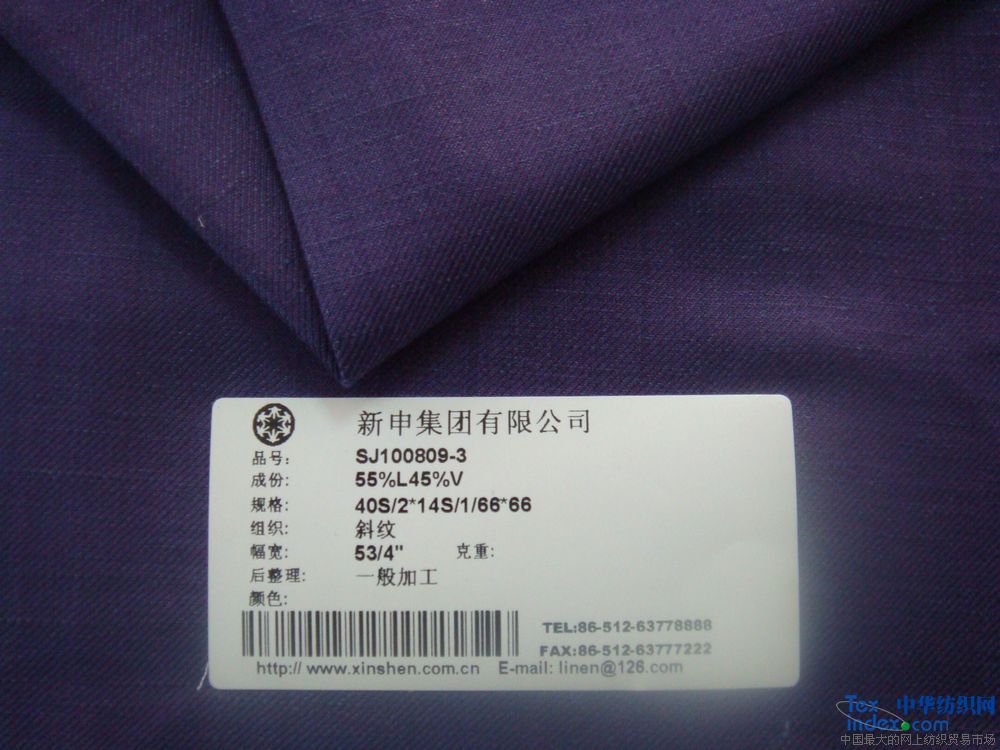 新申集团有限公司
品号: SJ100809-3
成份: 55%L45%V
规格: 40S/2*14S/1/66*66
组织: 斜纹
幅宽: 53/4" 克重:
后整理: 一般加工
颜色:
TEL:86-512-63778888
FAX:86-512-63777222
http://www.xinshen.com.cn E-mail: linen@126.com
Tex 中华纺织网
index.com
中国最大的网上纺织贸易市场